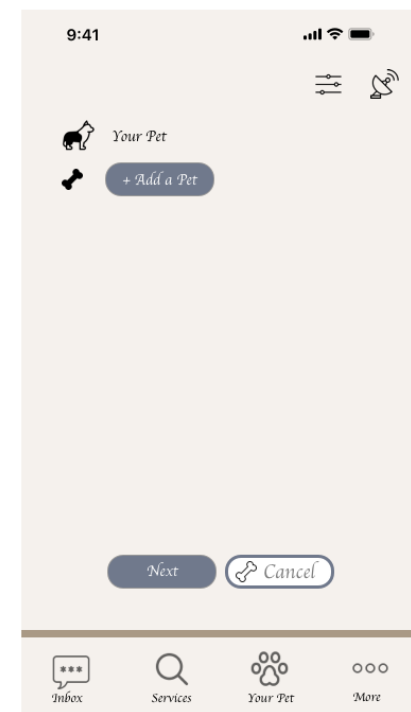 9:41
Your Pet
+ Add a Pet
Next
Cancel
***
Inbox
Services
Your Pet
More